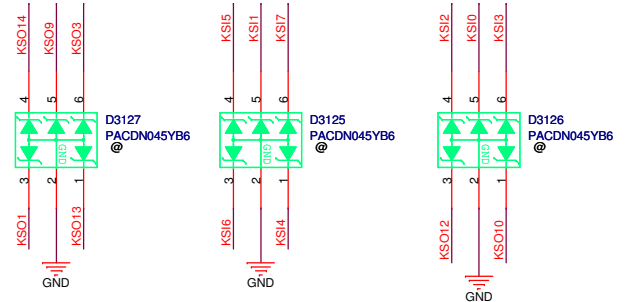 KSO14
KSO9
KSO3
4
5
6
D3127
PACDN045YB6
@
GND
3
2
1
KSO1
KSO13
GND
KSI5
KSI1
KSI7
4
5
6
D3125
PACDN045YB6
@
GND
3
2
1
KSI6
KSI4
GND
KSI2
KSI0
KSI3
4
5
6
D3126
PACDN045YB6
@
GND
3
2
1
KSO12
KSO10
GND